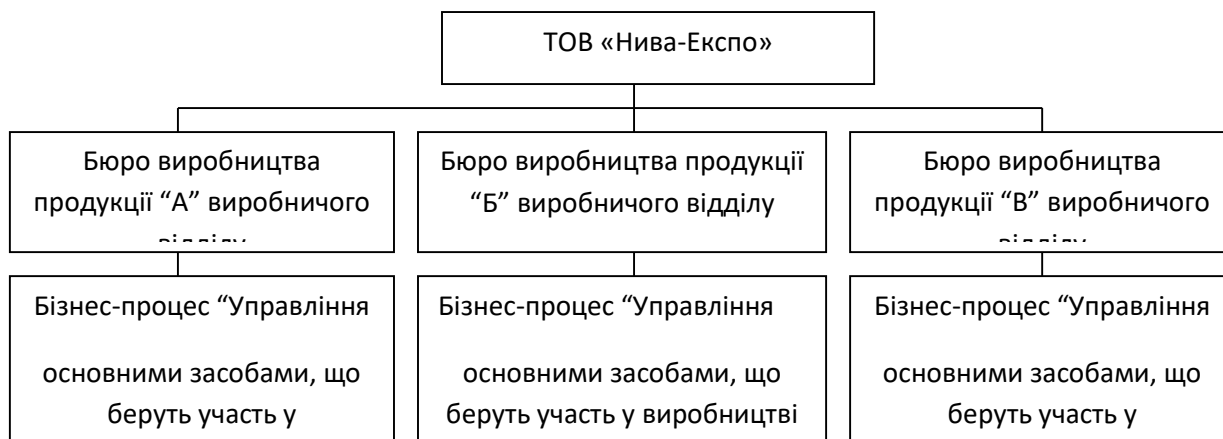 ТОВ «Нива-Експо»
Бюро виробництва
продукції “А” виробничого
відділу
Бюро виробництва продукції
“Б” виробничого відділу
Бюро виробництва
продукції “В” виробничого
відділу
Бізнес-процес “Управління
основними засобами, що
беруть участь у
Бізнес-процес “Управління
основними засобами, що
беруть участь у виробництві
Бізнес-процес “Управління
основними засобами, що
беруть участь у